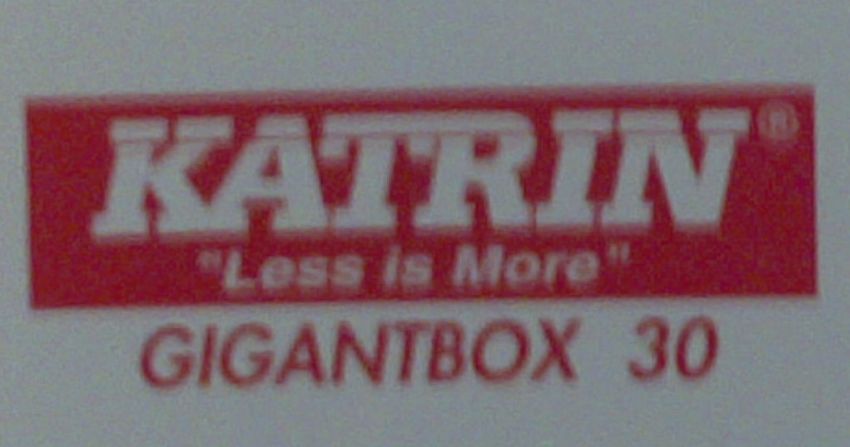 KATRIN®
"Less is More"
GIGANTBOX 30